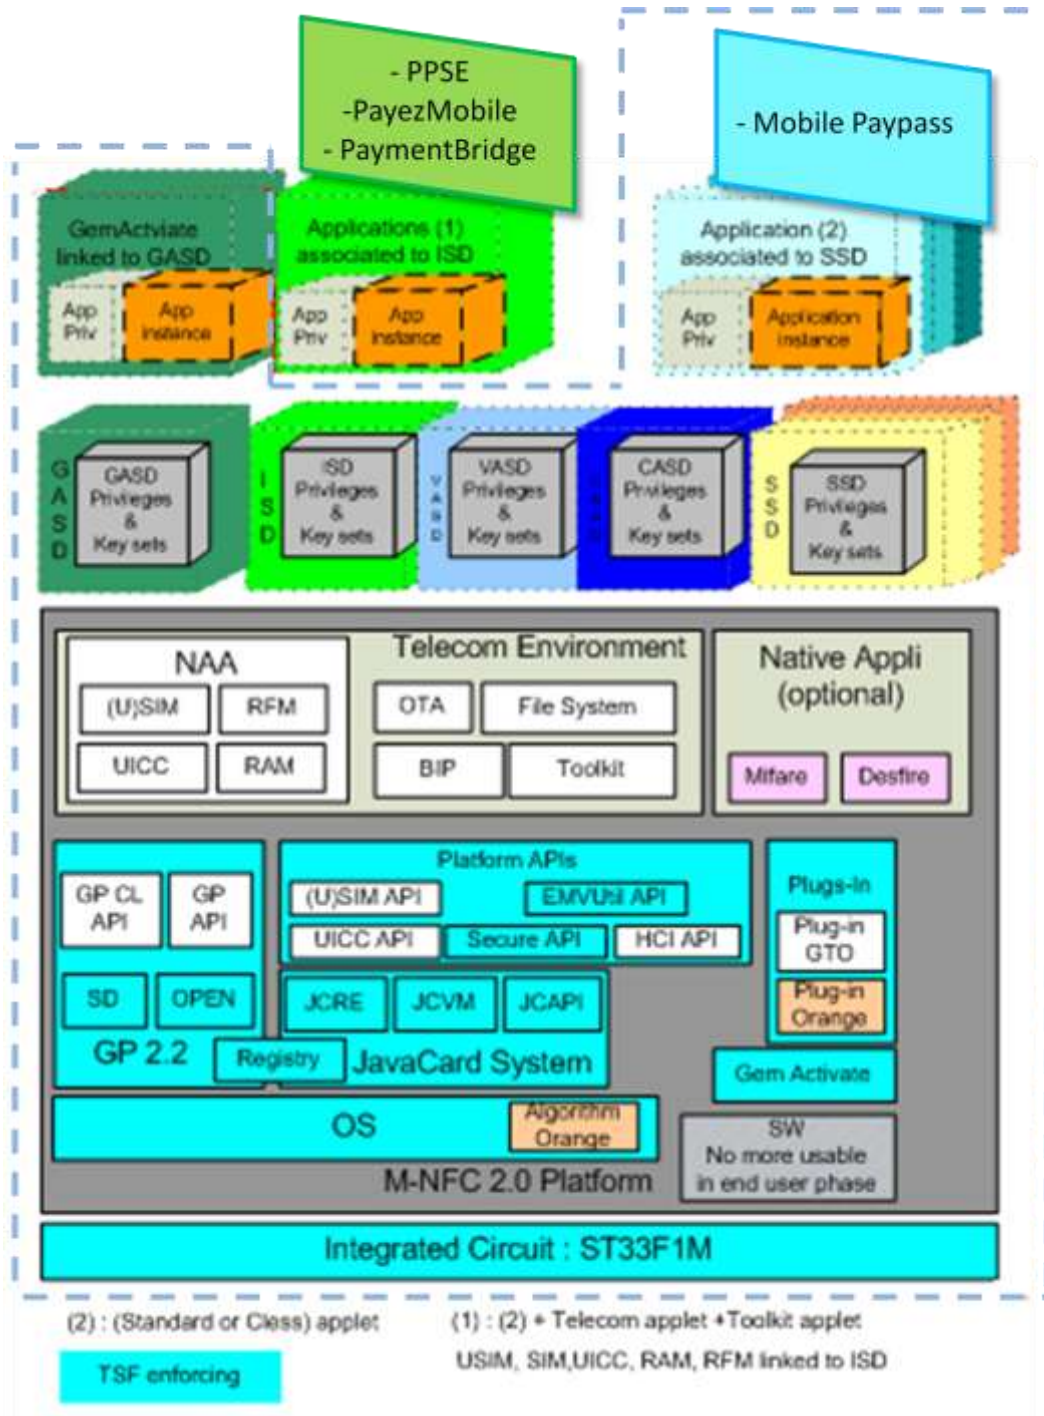 - PPSE
-PayezMobile
- PaymentBridge
- Mobile Paypass
GemActviate
linked to GASD
App
Priv
App
instance
Applications (1)
associated to ISD
App
Priv
App
instance
Application (2)
associated to SSD
App
Priv
Application
instance
GASD
GASD
Privileges
&
Key sets
ISD
ISD
Privileges
&
Key sets
VASD
VASD
Privileges
&
Key sets
CASD
Privileges
&
Key sets
SSD
SSD
Privileges
&
Key sets
NAA
(U)SIM
RFM
UICC
RAM
Telecom Environment
OTA
File System
BIP
Toolkit
Native Appli
(optional)
Mifare
Desfire
GP CL
API
GP
API
SD
OPEN
GP 2.2
Registry
Platform APIs
(U)SIM API
EMVUtil API
UICC API
Secure API
HCI API
JCRE
JCVM
JCAPI
JavaCard System
Plugs-In
Plug-in
GTO
Plug-in
Orange
Gem Activate
OS
Algorithm
Orange
SW
No more usable
in end user phase
M-NFC 2.0 Platform
Integrated Circuit : ST33F1M
(2) : (Standard or Class) applet
(1) : (2) + Telecom applet +Toolkit applet
USIM, SIM,UICC, RAM, RFM linked to ISD
TSF enforcing